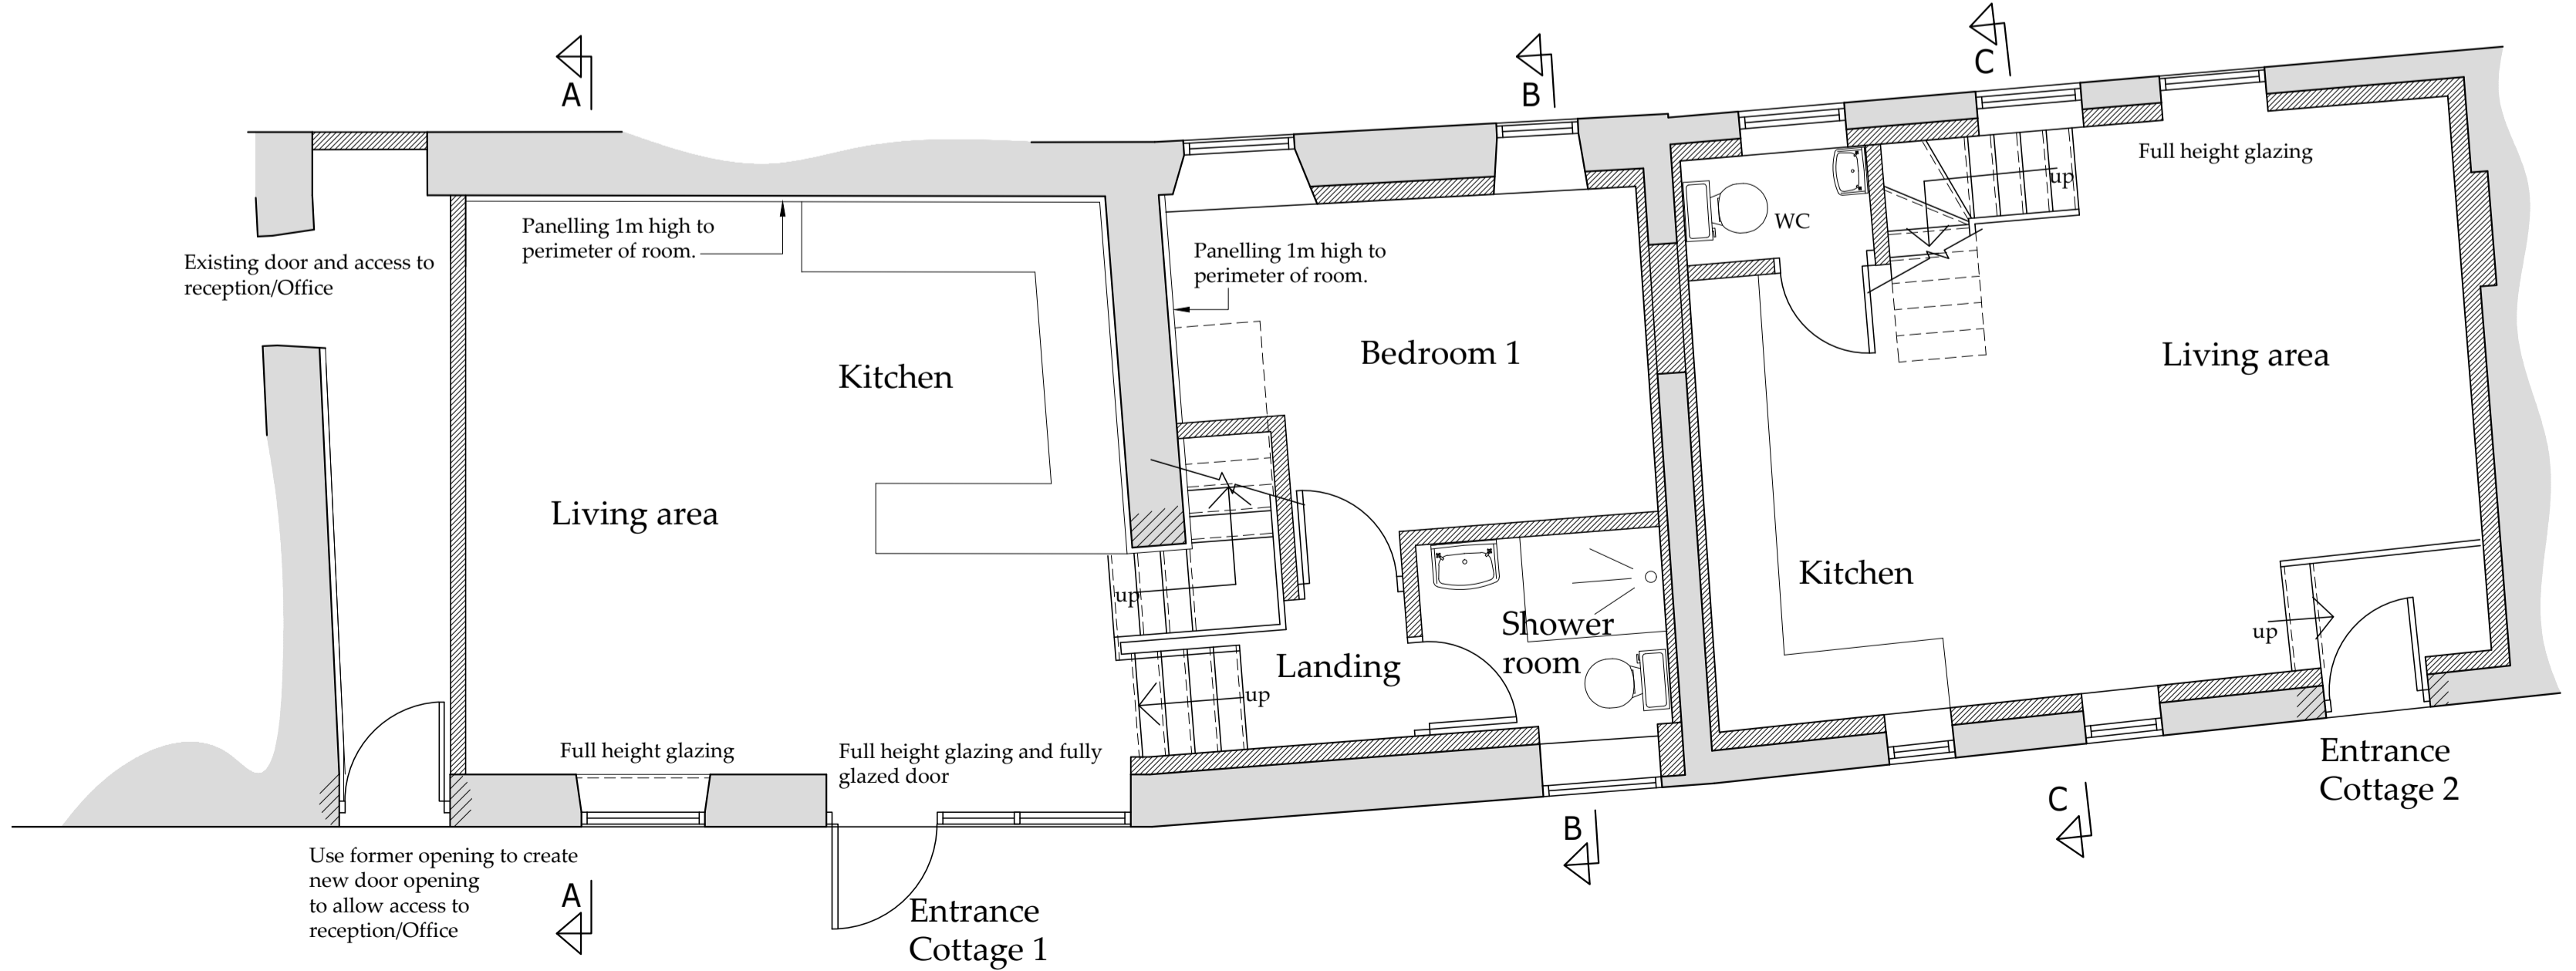 A
B
C
Existing door and access to
reception/Office
Panelling 1m high to
perimeter of room.
Kitchen
Living area
Full height glazing
Full height glazing and fully
glazed door
Panelling 1m high to
perimeter of room.
Bedroom 1
up
up
Landing
Shower
room
WC
up
Full height glazing
Living area
Kitchen
up
Entrance
Cottage 2
Use former opening to create
new door opening
to allow access to
reception/Office
A
Entrance
Cottage 1
B
C